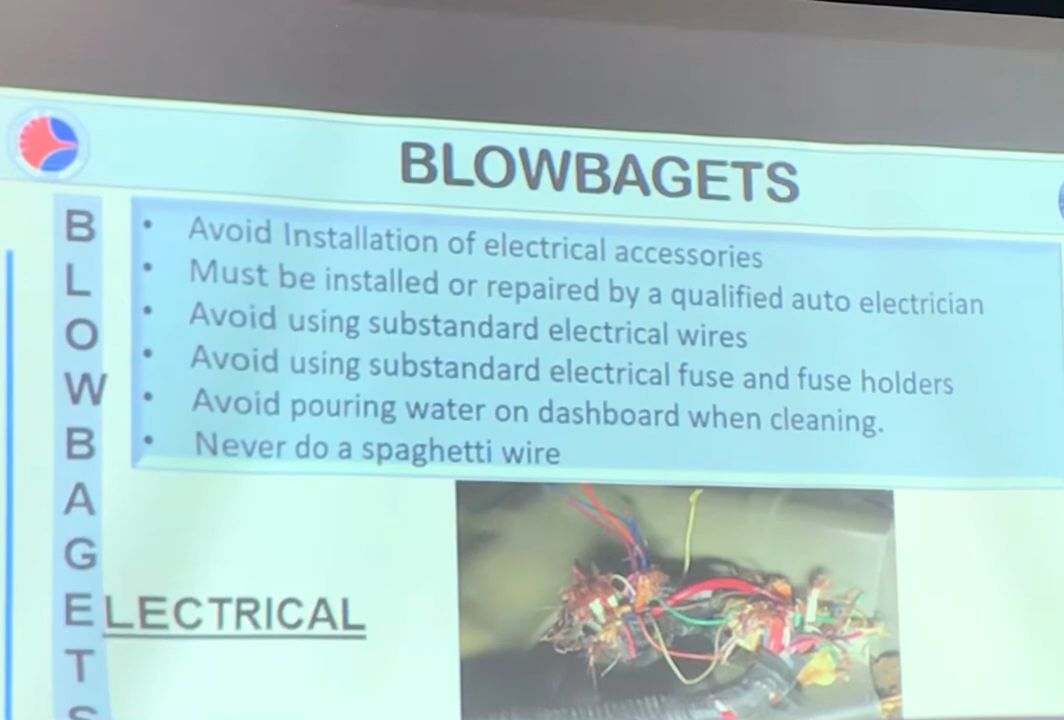 BLOWBAGETS
B
L
O
W
B
A
G
ELECTRICAL
T
S
• Avoid Installation of electrical accessories
• Must be installed or repaired by a qualified auto electrician
• Avoid using substandard electrical wires
• Avoid using substandard electrical fuse and fuse holders
• Avoid pouring water on dashboard when cleaning.
• Never do a spaghetti wire